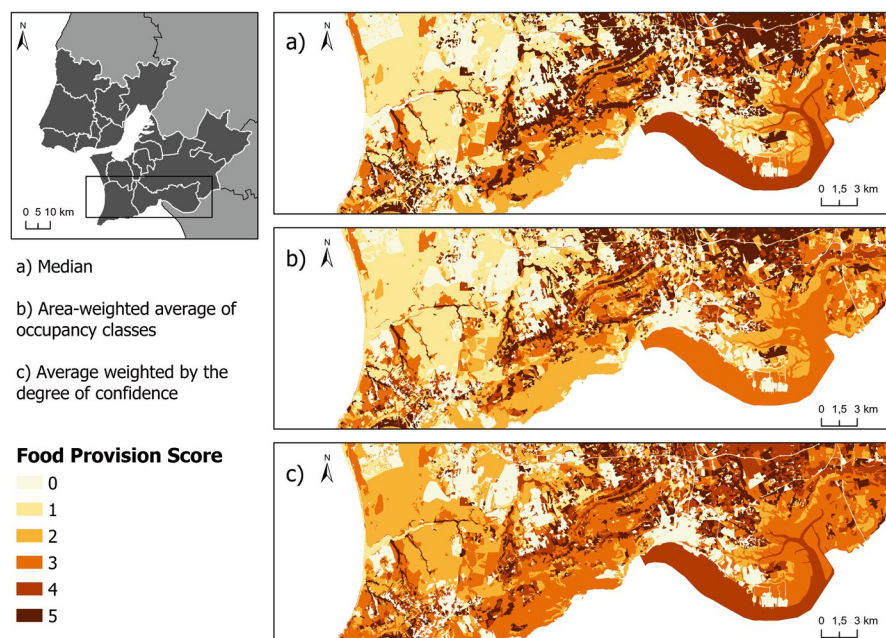 N
0 5 10 km
a) Median
b) Area-weighted average of
occupancy classes
c) Average weighted by the
degree of confidence
Food Provision Score
0
1
2
3
4
5
a)
N
0 1,5 3 km
b)
N
0 1,5 3 km
c)
N
0 1,5 3 km